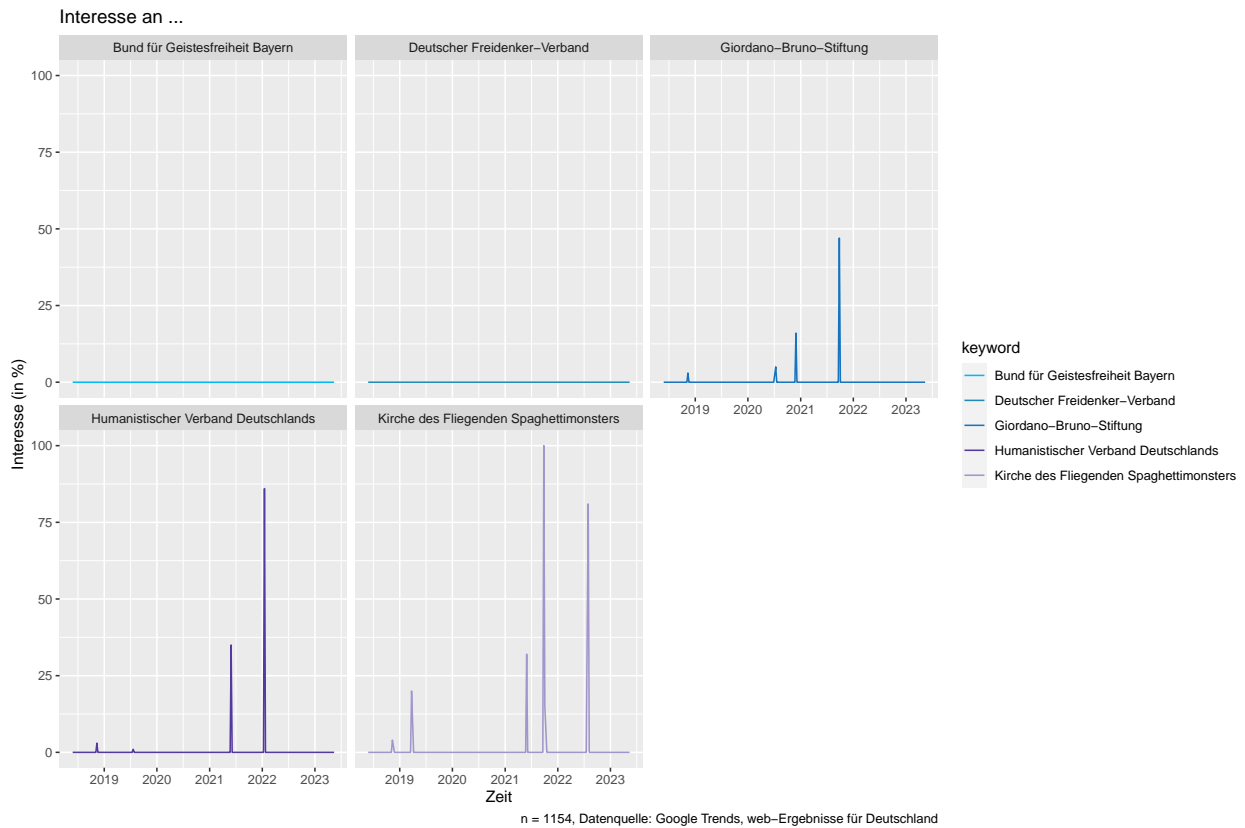 Interesse an ...
Bund für Geistesfreiheit Bayern
Deutscher Freidenker−Verband
Giordano−Bruno−Stiftung
100
75
50
25
0
2019 2020 2021 2022 2023
Humanistischer Verband Deutschlands
Kirche des Fliegenden Spaghettimonsters
100
75
50
25
0
2019 2020 2021 2022 2023
2019 2020 2021 2022 2023
Interesse (in %)
Zeit
keyword
Bund für Geistesfreiheit Bayern
Deutscher Freidenker−Verband
Giordano−Bruno−Stiftung
Humanistischer Verband Deutschlands
Kirche des Fliegenden Spaghettimonsters
n = 1154, Datenquelle: Google Trends, web−Ergebnisse für Deutschland